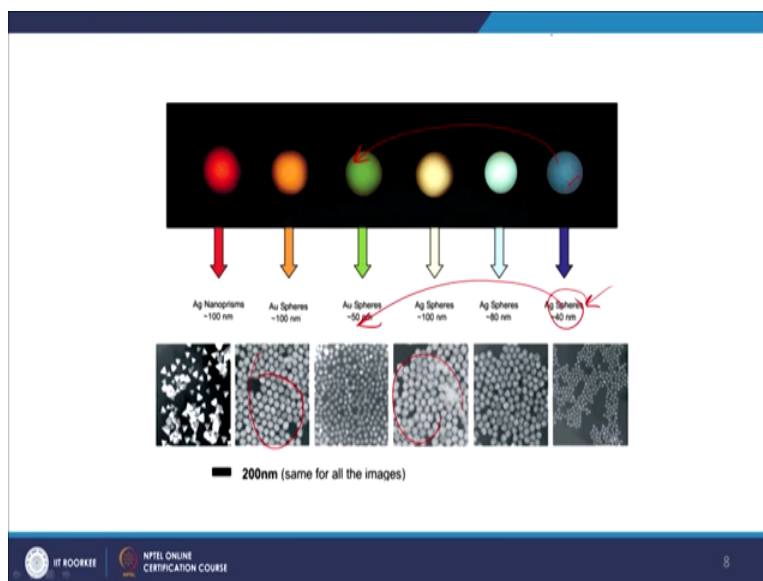 Ag Nanoprisms
~100 nm
Au Spheres
~100 nm
Au Spheres
~50 nm
Ag Spheres
~100 nm
Ag Spheres
~80 nm
Ag Spheres
~40 nm
200nm (same for all the images)
IIT ROORKEE
NPTEL ONLINE
CERTIFICATION COURSE
8